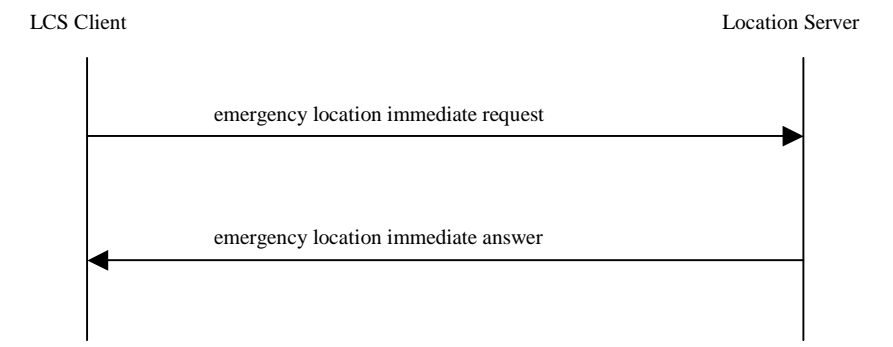 LCS Client
Location Server
emergency location immediate request
emergency location immediate answer